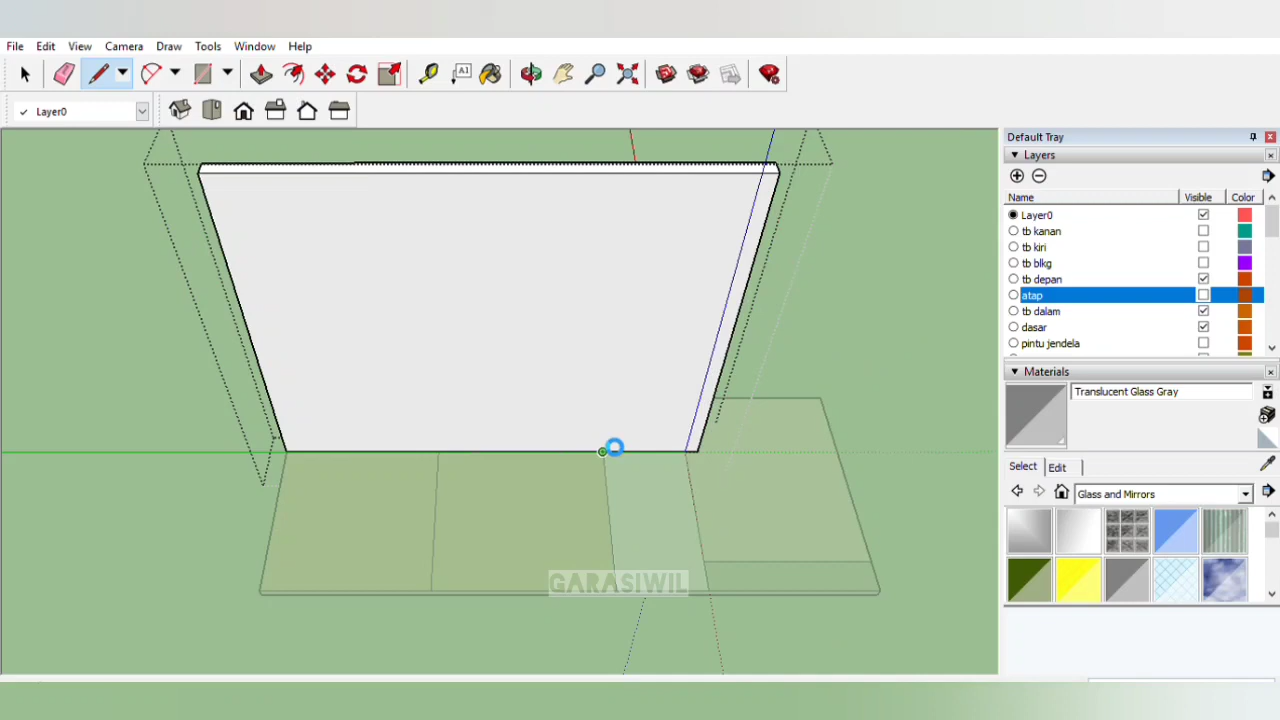 File Edit View Camera Draw Tools Window Help
A1
Layer0
Default Tray
Layers
Name Visible Color
Layer0
tb kanan
tb kiri
tb blkg
tb depan
atap
tb dalam
dasar
pintu jendela
Materials
Translucent Glass Gray
Select Edit
Glass and Mirrors
GARASIWIL